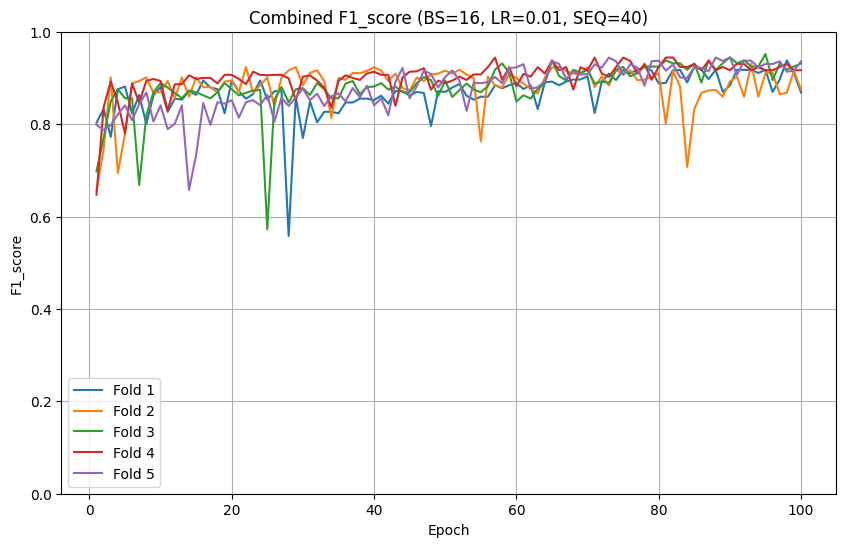 Combined F1_score (BS=16, LR=0.01, SEQ=40)
F1_score
1.0
0.8
0.6
0.4
0.2
0.0
Fold 1
Fold 2
Fold 3
Fold 4
Fold 5
0 20 40 60 80 100
Epoch